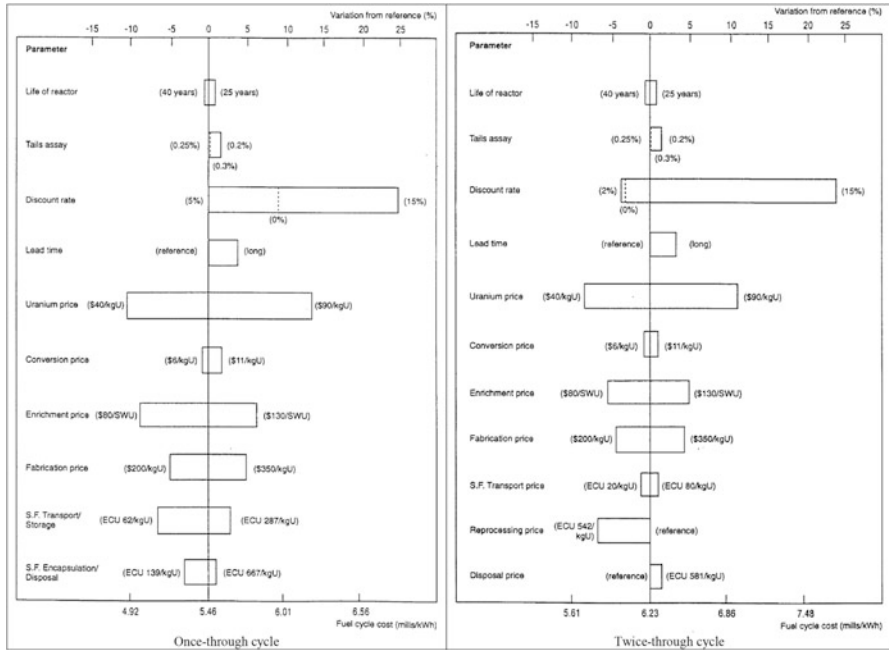 Variation from reference (%)
-15 -10 -5 0 5 10 15 20 25
Parameter
Life of reactor (40 years) (25 years)
Tails assay (0.25%) (0.2%)
(0.3%)
Discount rate (5%) (15%)
(0%)
Lead time (reference) (long)
Uranium price ($40/kgU) ($90/kgU)
Conversion price ($6/kgU) ($11/kgU)
Enrichment price ($80/SWU) ($130/SWU)
Fabrication price ($200/kgU) ($350/kgU)
S.F. Transport/
Storage (ECU 62/kgU) (ECU 287/kgU)
S.F. Encapsulation/
Disposal (ECU 139/kgU) (ECU 667/kgU)
4.92 5.46 6.01 6.56
Fuel cycle cost (mills/kWh)
Once-through cycle
Variation from reference (%)
-15 -10 -5 0 5 10 15 20 25
Parameter
Life of reactor (40 years) (25 years)
Tails assay (0.25%) (0.2%)
(0.3%)
Discount rate (2%) (15%)
(0%)
Lead time (reference) (long)
Uranium price ($40/kgU) ($90/kgU)
Conversion price ($6/kgU) ($11/kgU)
Enrichment price ($80/SWU) ($130/SWU)
Fabrication price ($200/kgU) ($350/kgU)
S.F. Transport price (ECU 20/kgU) (ECU 80/kgU)
Reprocessing price (ECU 542/
kgU) (reference)
Disposal price (reference) (ECU 581/kgU)
5.61 6.23 6.86 7.48
Fuel cycle cost (mills/kWh)
Twice-through cycle